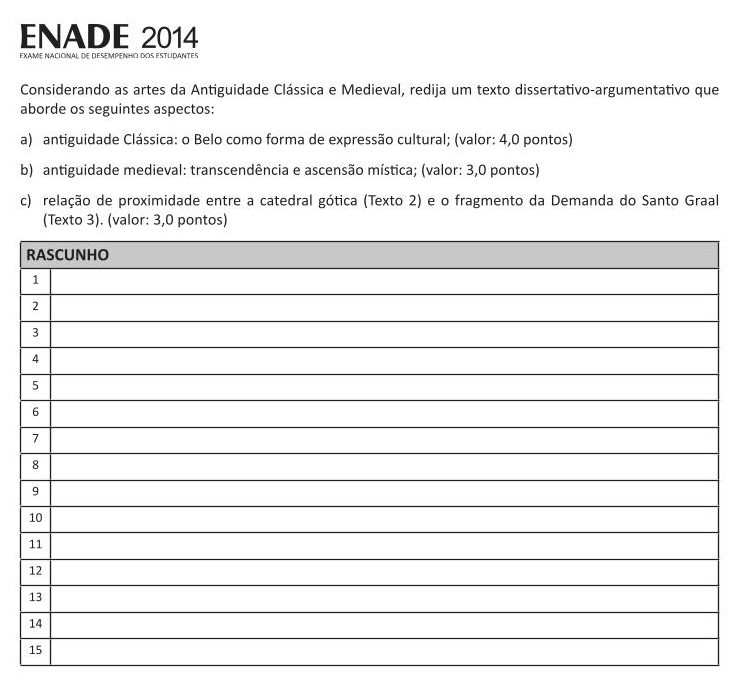 ENADE 2014
EXAME NACIONAL DE DESEMPENHO DOS ESTUDANTES
Considerando as artes da Antiguidade Clássica e Medieval, redija um texto dissertativo-argumentativo que
aborde os seguintes aspectos:
a) antiguidade Clássica: o Belo como forma de expressão cultural; (valor: 4,0 pontos)
b) antiguidade medieval: transcendência e ascensão mística; (valor: 3,0 pontos)
c) relação de proximidade entre a catedral gótica (Texto 2) e o fragmento da Demanda do Santo Graal
(Texto 3). (valor: 3,0 pontos)
RASCUNHO
1
2
3
4
5
6
7
8
9
10
11
12
13
14
15